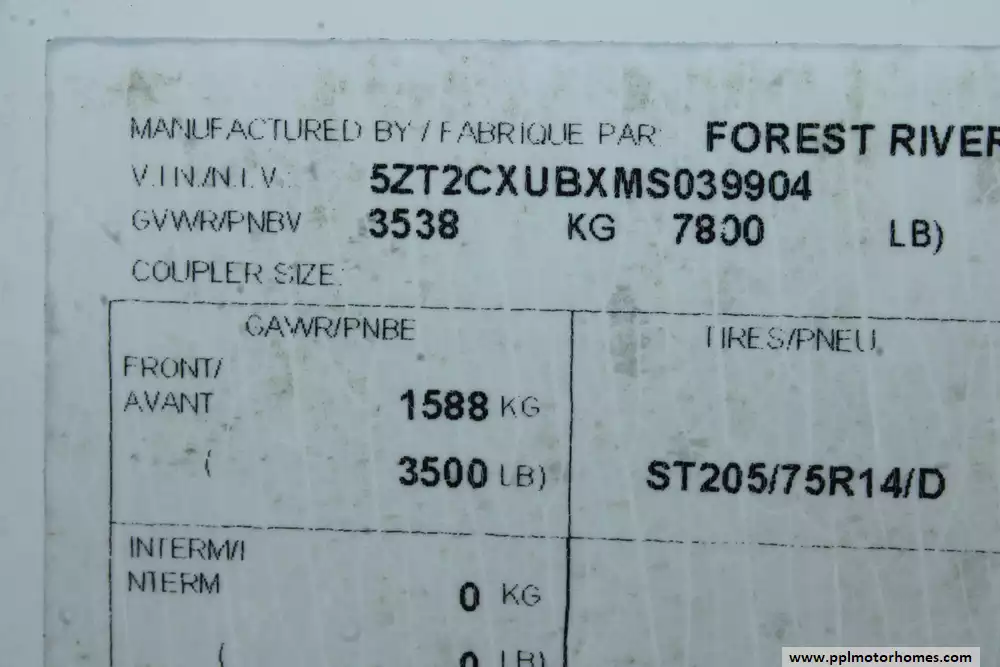 MANUFACTURED BY / FABRIQUE PAR: FOREST RIVER
V.I.N./N.I.V.: 5ZT2CXUBXMS039904
GVWR/PNBV 3538 KG 7800 LB)
COUPLER SIZE:
GAWR/PNBE TIRES/PNEU
FRONT/
AVANT 1588 KG
( 3500 LB) ST205/75R14/D
INTERM/I
NTERM 0 KG
( 0 LB)
www.pplmotorhomes.com